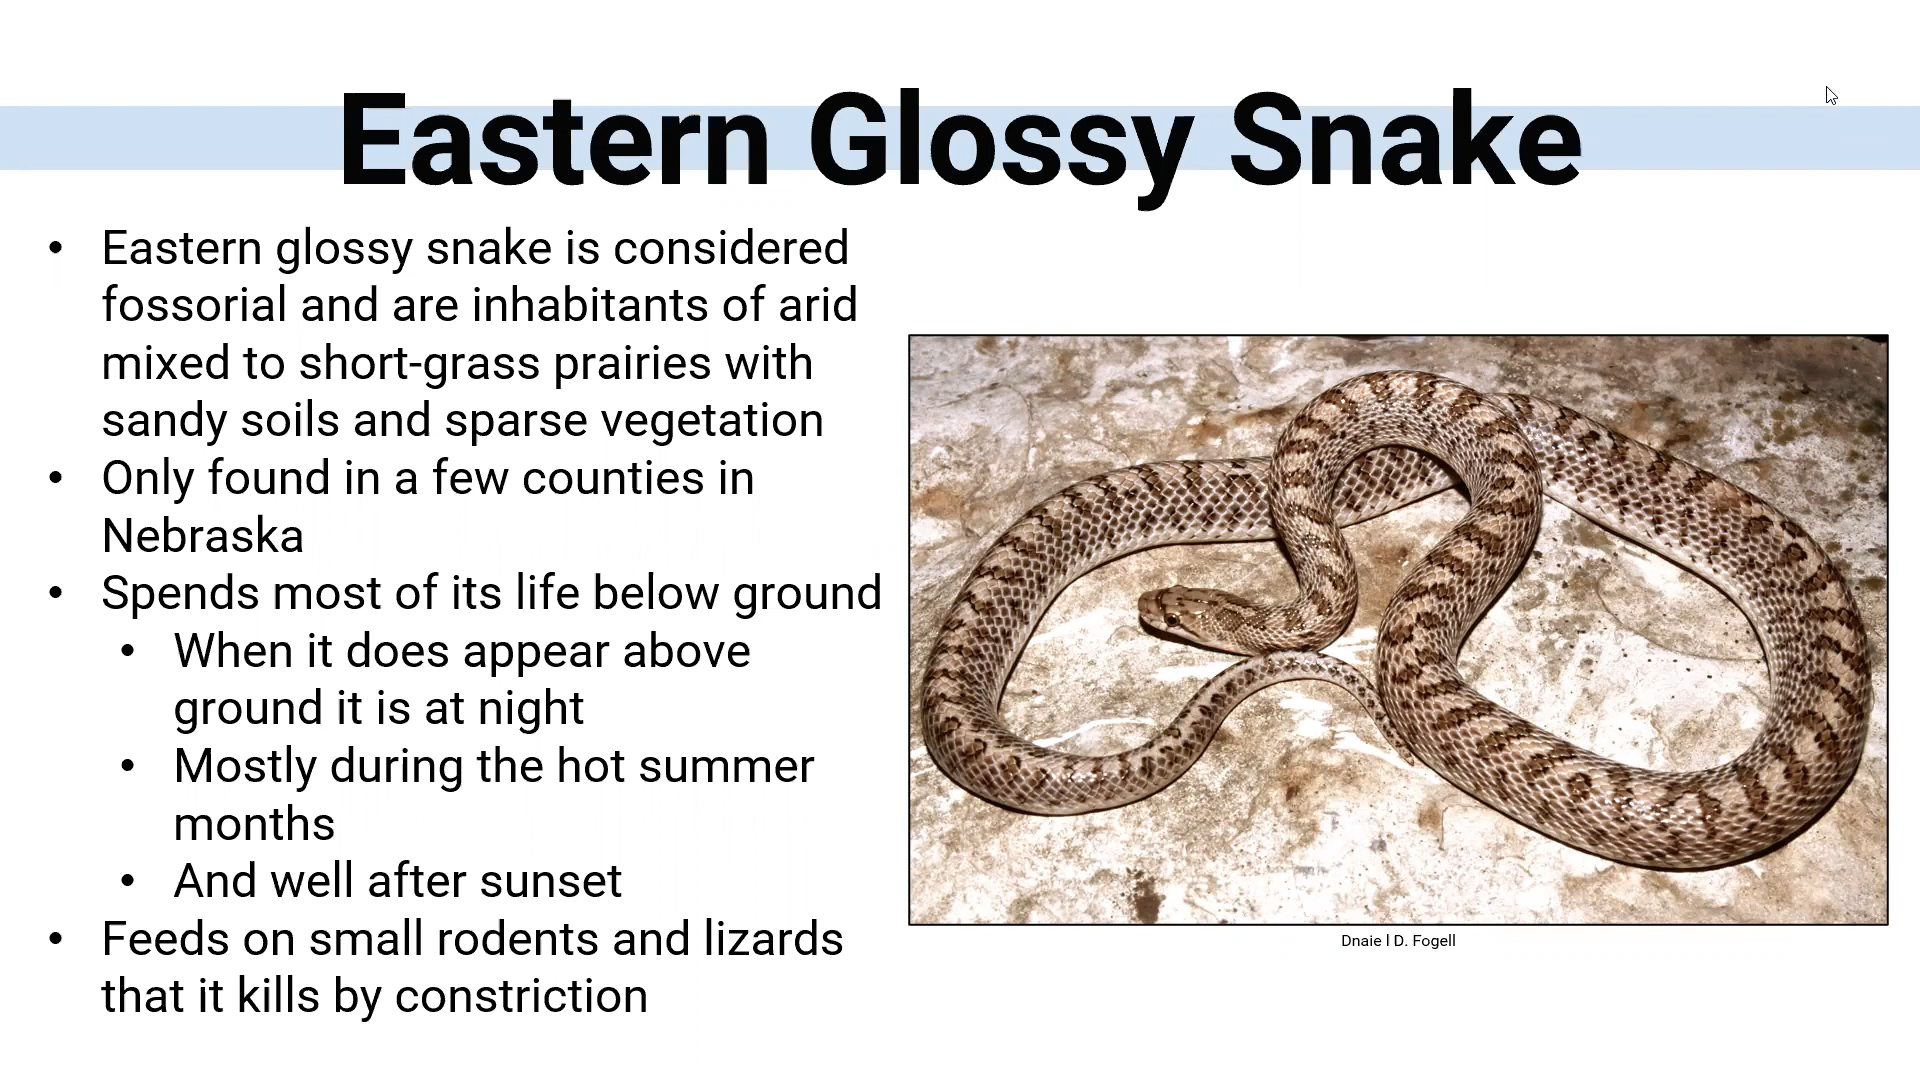 Eastern Glossy Snake
• Eastern glossy snake is considered
fossorial and are inhabitants of arid
mixed to short-grass prairies with
sandy soils and sparse vegetation
• Only found in a few counties in
Nebraska
• Spends most of its life below ground
• When it does appear above
ground it is at night
• Mostly during the hot summer
months
• And well after sunset
• Feeds on small rodents and lizards
that it kills by constriction
Dnaie l D. Fogell